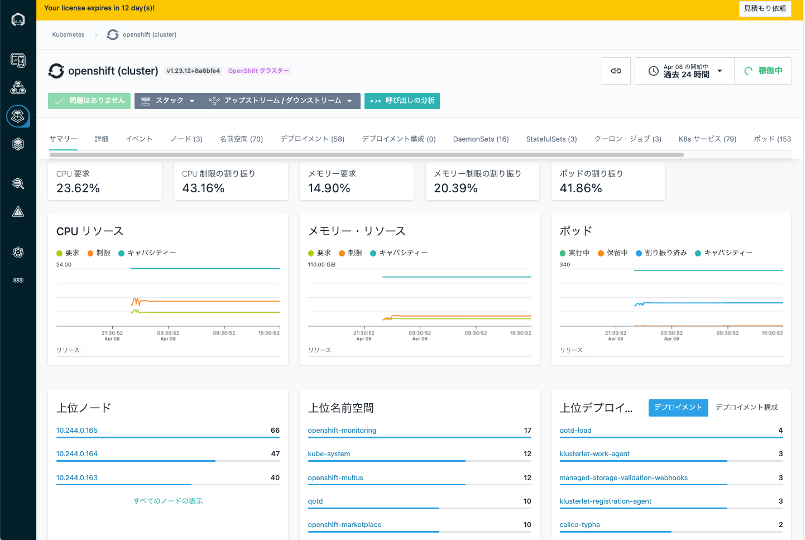 Your license expires in 12 day(s)!
見積もり依頼
Kubernetes
openshift (cluster)
openshift (cluster)
v1.23.12+8a6bfe4
OpenShift クラスター
Apr 08 の開始中
過去 24 時間
稼働中
問題はありません
スタック
アップストリーム / ダウンストリーム
呼び出しの分析
サマリー
詳細
イベント
ノード (3)
名前空間 (70)
デプロイメント (58)
デプロイメント構成 (0)
DaemonSets (16)
StatefulSets (3)
クーロン・ジョブ (3)
K8s サービス (79)
ポッド (153
CPU 要求
23.62%
CPU 制限の割り振り
43.16%
メモリー要求
14.90%
メモリー制限の割り振り
20.39%
ポッドの割り振り
41.86%
CPU リソース
要求
制限
キャパシティー
24.00
21:30:52
Apr 08
03:30:52
Apr 09
09:30:52
15:30:52
リリース
メモリー・リソース
要求
制限
キャパシティー
110.00 GiB
21:30:52
Apr 08
03:30:52
Apr 09
09:30:52
15:30:52
リリース
ポッド
実行中
保留中
割り振り済み
キャパシティー
340
21:30:52
Apr 08
03:30:52
Apr 09
09:30:52
15:30:52
リリース
上位ノード
10.244.0.165
66
10.244.0.164
47
10.244.0.163
40
すべてのノードの表示
上位名前空間
openshift-monitoring
17
kube-system
12
openshift-multus
12
qotd
10
openshift-marketplace
10
上位デプロイ...
デプロイメント
デプロイメント構成
qotd-load
4
klusterlet-work-agent
3
managed-storage-validation-webhooks
3
klusterlet-registration-agent
3
calico-typha
2